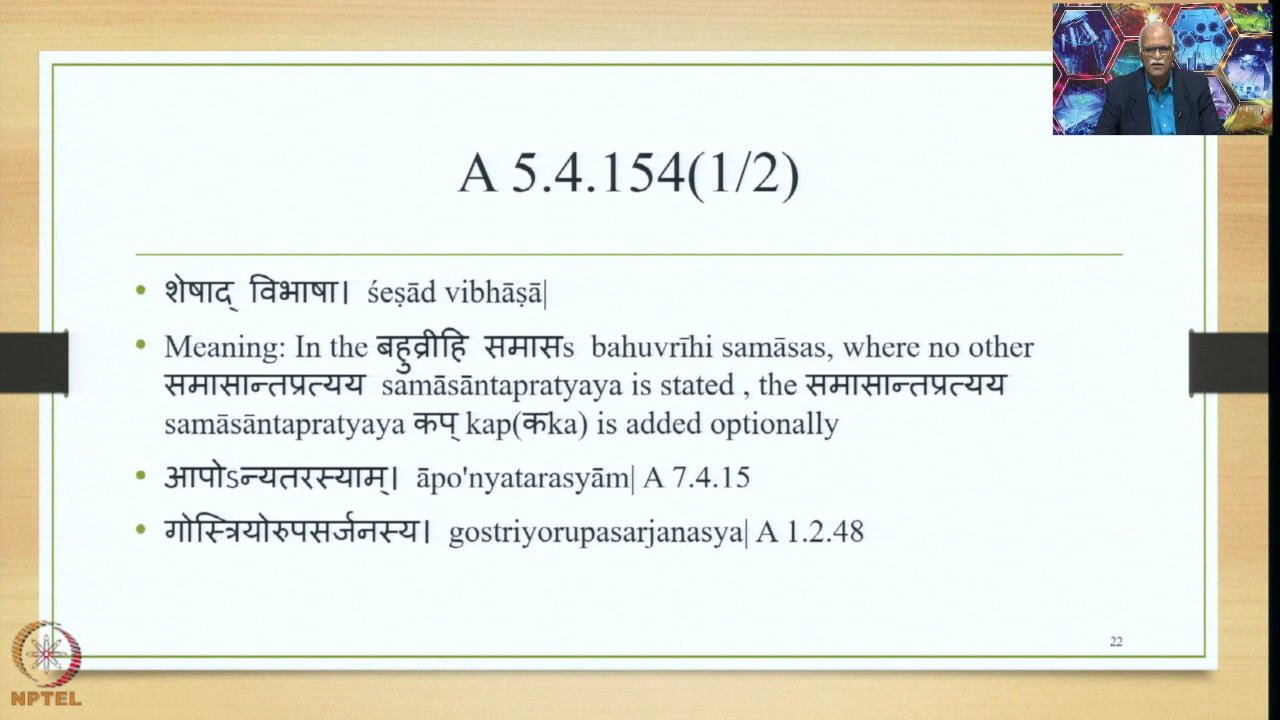 A 5.4.154(1/2)
• शेषाद् विभाषा। śeṣād vibhāṣā|
• Meaning: In the बहुव्रीहि समासs bahuvrīhi samāsas, where no other
समासान्तप्रत्यय samāsāntapratyaya is stated , the समासान्तप्रत्यय
samāsāntapratyaya कप् kap(कka) is added optionally
• आपोऽन्यतरस्याम्। āpo'nyatarasyām| A 7.4.15
• गोस्त्रियोरुपसर्जनस्य। gostriyorupasarjanasya| A 1.2.48
22
NPTEL